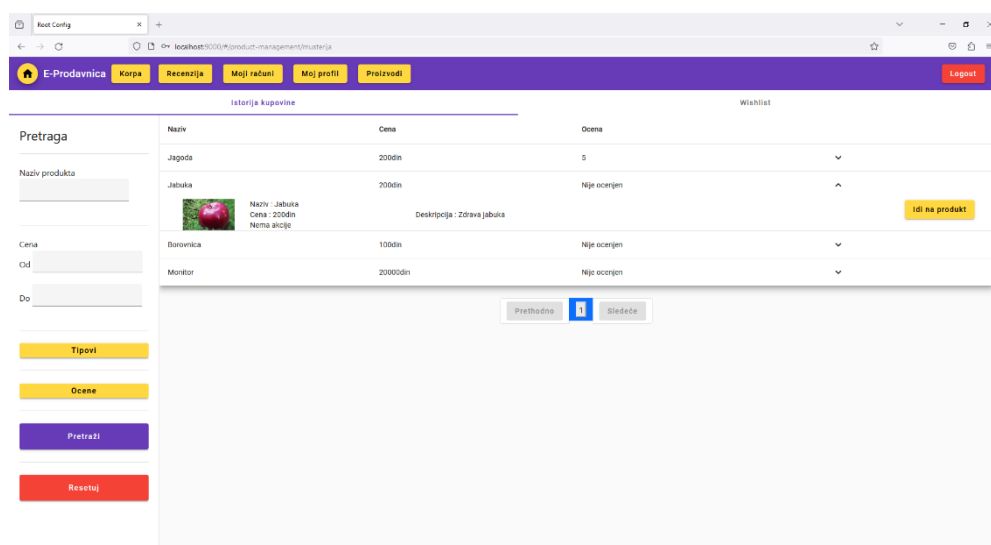 Root Config
localhost:9000/#/product-management/musterija
E-Prodavnica Korpa Recenzija Moji računi Moj profil Proizvodi Logout
Istorija kupovine Wishlist
Pretraga
Naziv produkta
Cena
Od
Do
Tipovi
Ocene
Pretraži
Resetuj
Naziv Cena Ocena
Jagoda 200din 5
Jabuka 200din Nije ocenjen
Naziv : Jabuka
Cena : 200din
Nema akcije
Deskripcija : Zdrava jabuka
Idi na produkt
Borovnica 100din Nije ocenjen
Monitor 20000din Nije ocenjen
Prethodno 1 Sledeće